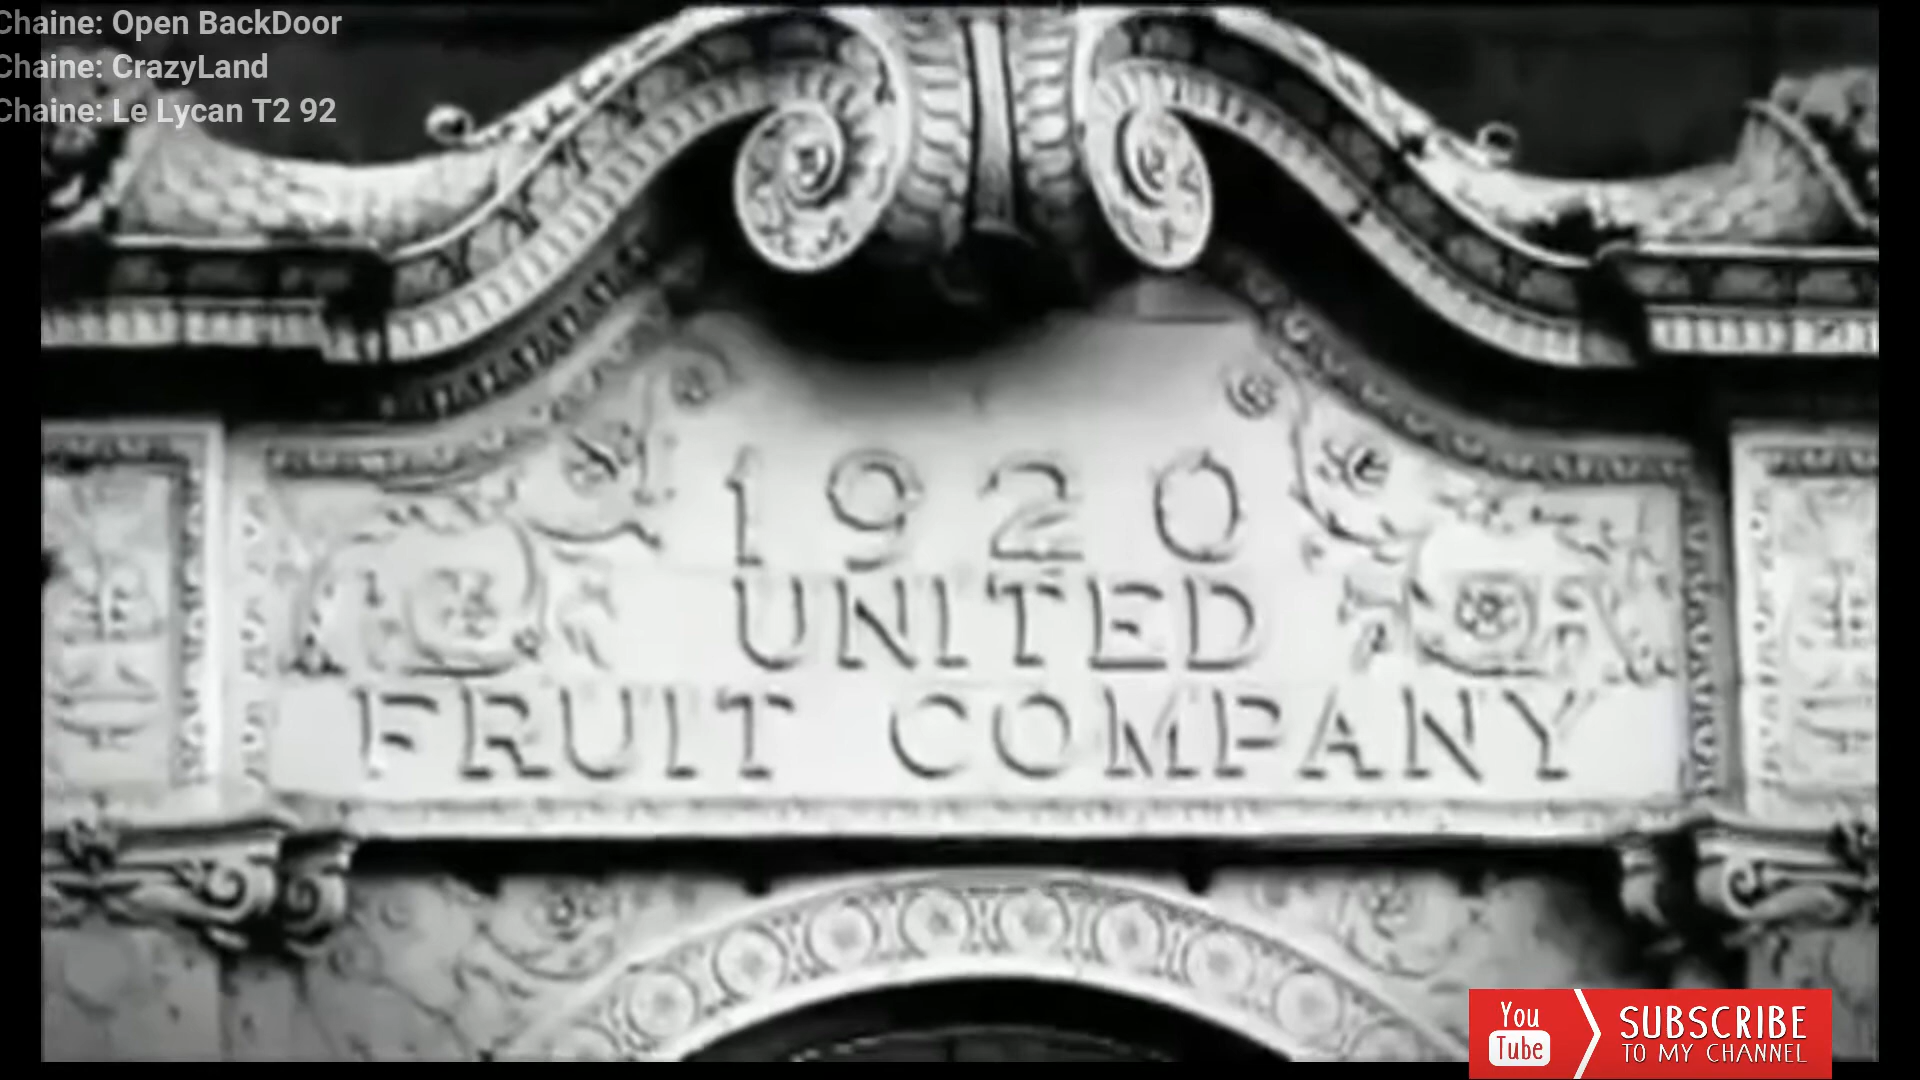 Chaine: Open BackDoor
Chaine: CrazyLand
Chaine: Le Lycan T2 92
1920
UNITED
FRUIT COMPANY
You
Tube
SUBSCRIBE
TO MY CHANNEL